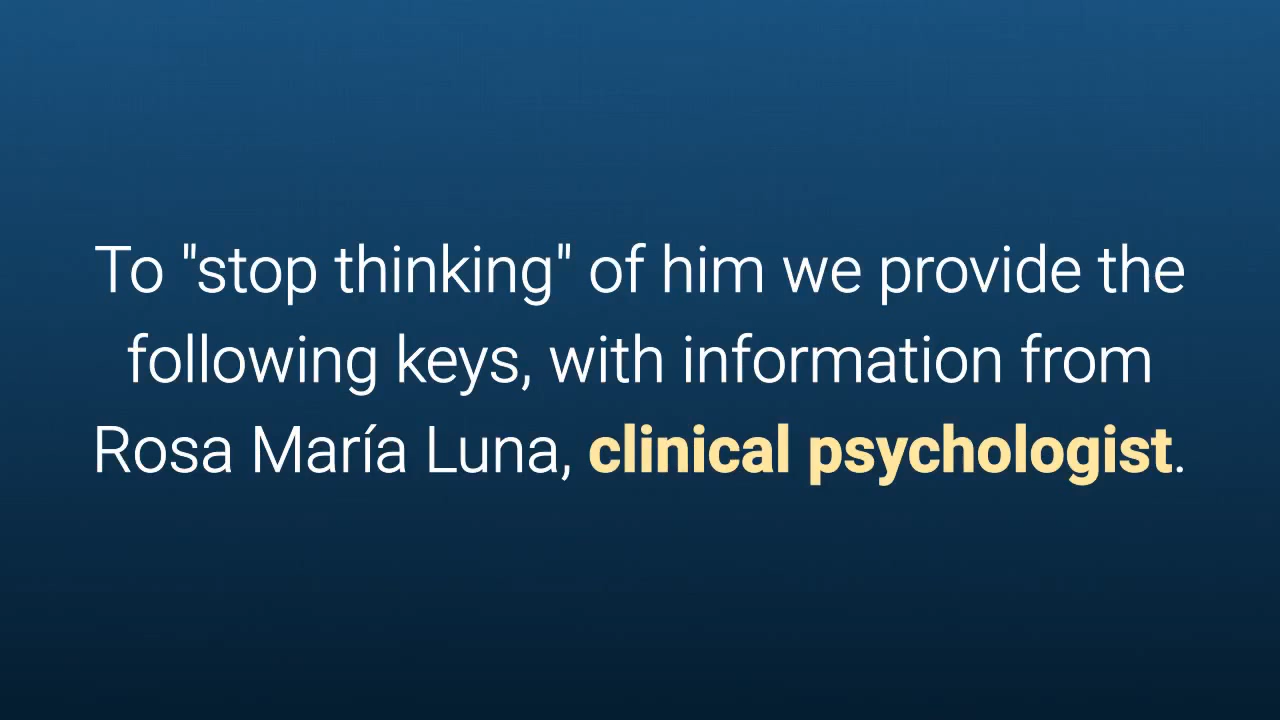 To "stop thinking" of him we provide the
following keys, with information from
Rosa María Luna, clinical psychologist.